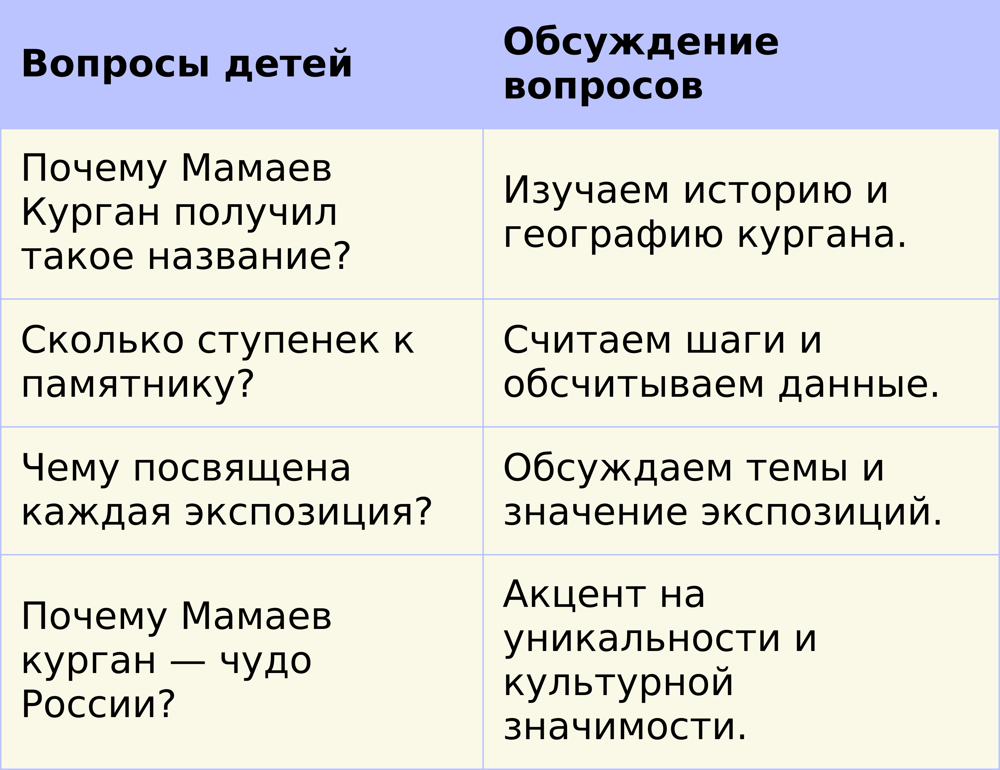 Вопросы детей
Обсуждение
вопросов
Почему Мамаев
Курган получил
такое название?
Изучаем историю и
географию кургана.
Сколько ступенек к
памятнику?
Считаем шаги и
обсчитываем данные.
Чему посвящена
каждая экспозиция?
Обсуждаем темы и
значение экспозиций.
Почему Мамаев
курган — чудо
России?
Акцент на
уникальности и
культурной
значимости.